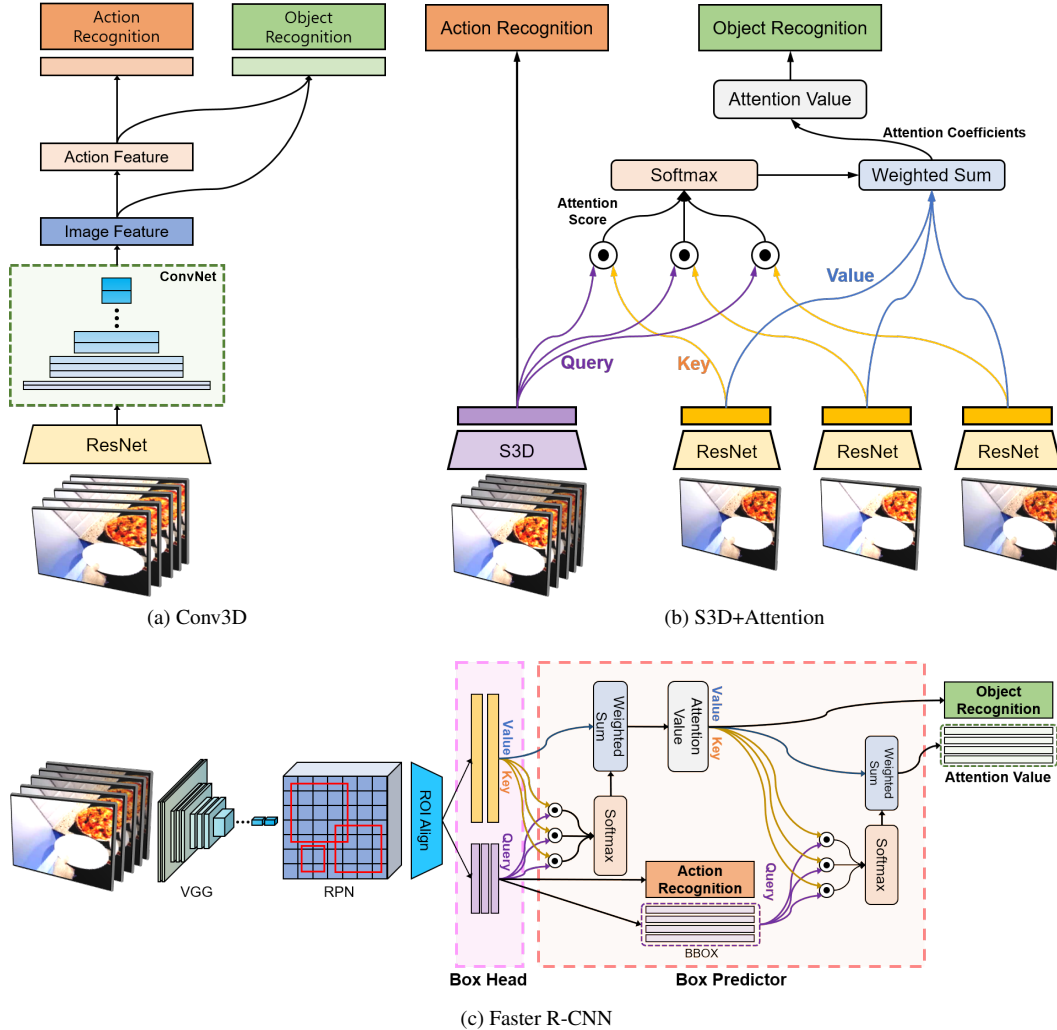 Action
Recognition
Object
Recognition
Action Feature
Image Feature
ConvNet
ResNet
(a) Conv3D
Action Recognition
Object Recognition
Attention Value
Attention Coefficients
Softmax
Weighted Sum
Attention
Score
Value
Query
Key
S3D
ResNet
ResNet
ResNet
(b) S3D+Attention
VGG
RPN
ROI Align
Value
Key
Query
Box Head
Weighted
Sum
Softmax
Attention
Value
Value
Key
Action
Recognition
BBOX
Query
Softmax
Weighted
Sum
Box Predictor
Object
Recognition
Attention Value
(c) Faster R-CNN